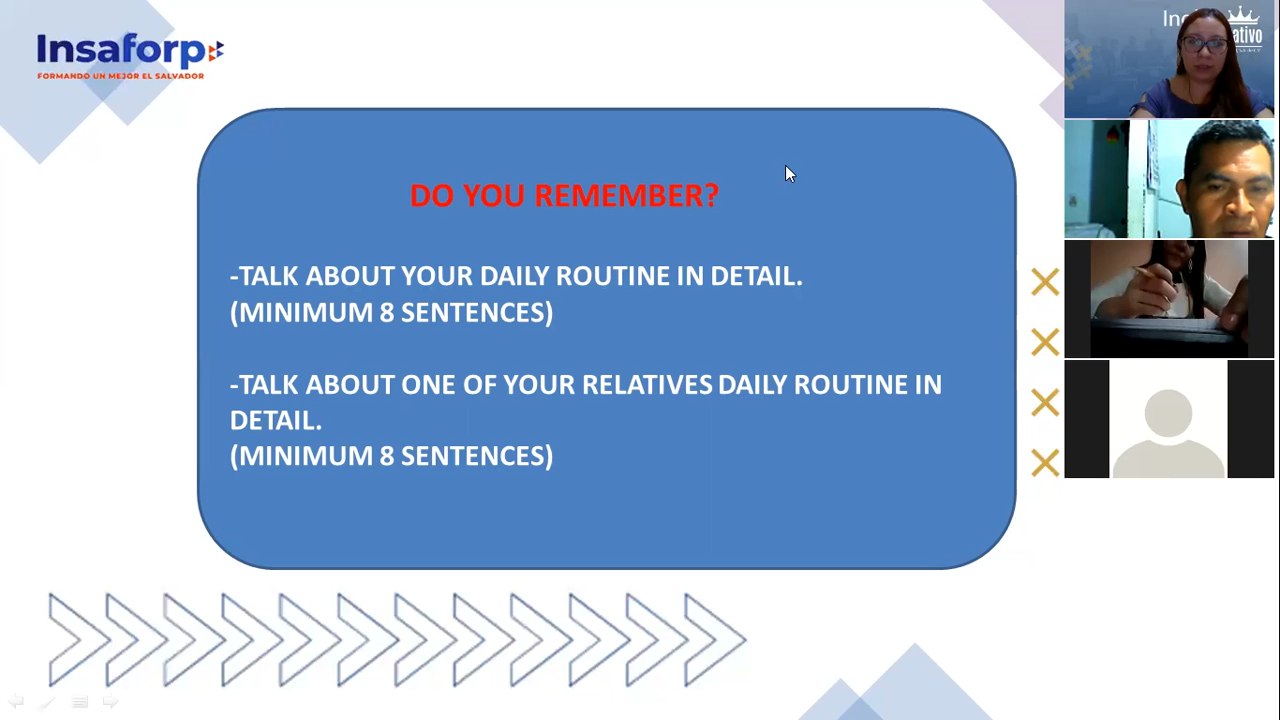 Insaforp
FORMANDO UN MEJOR EL SALVADOR
DO YOU REMEMBER?
-TALK ABOUT YOUR DAILY ROUTINE IN DETAIL.
(MINIMUM 8 SENTENCES)
-TALK ABOUT ONE OF YOUR RELATIVES DAILY ROUTINE IN
DETAIL.
(MINIMUM 8 SENTENCES)